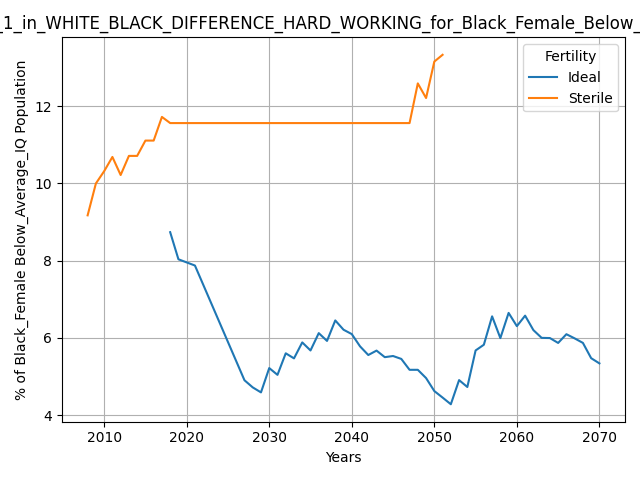 _1_in_WHITE_BLACK_DIFFERENCE_HARD_WORKING_for_Black_Female_Below_
Fertility
Ideal
Sterile
% of Black_Female Below_Average_IQ Population
12
10
8
6
4
2010 2020 2030 2040 2050 2060 2070
Years